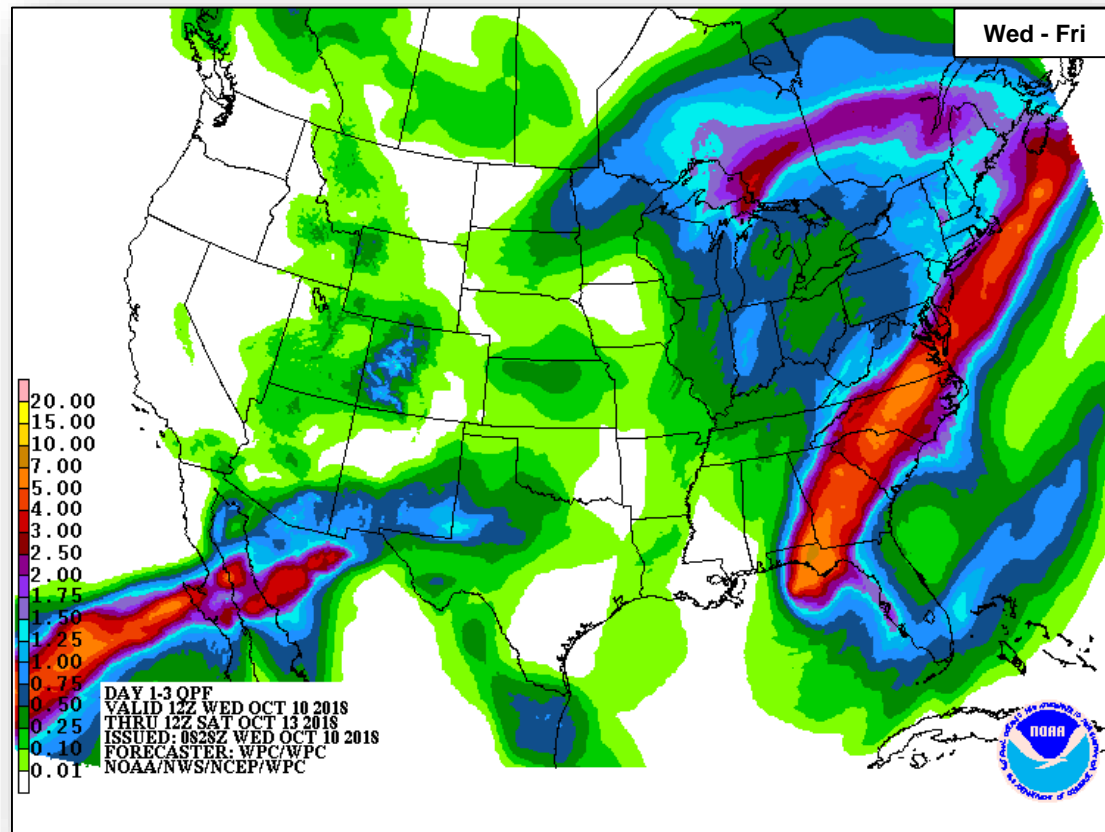 Wed - Fri
20.00
15.00
10.00
7.00
5.00
4.00
3.00
2.50
2.00
1.75
1.50
1.25
1.00
0.75
0.50
0.25
0.10
0.01
DAY 1-3 QPF
VALID 12Z WED OCT 10 2018
THRU 12Z SAT OCT 13 2018
ISSUED: 0828Z WED OCT 10 2018
FORECASTER: WPC/WPC
NOAA/NWS/NCEP/WPC
NOAA